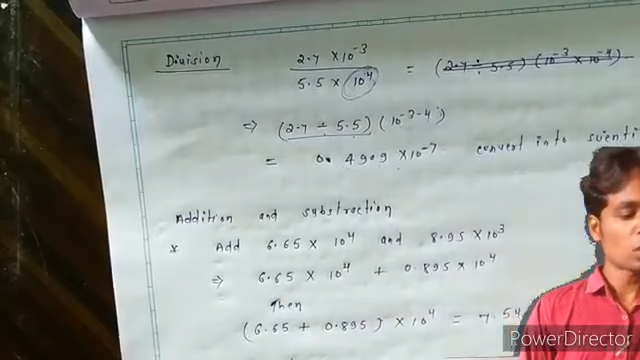 Division 2.7 × 10⁻³
5.5 × 10⁴ = (2.7 ÷ 5.5) (10⁻³ × 10⁻⁴)
⇒ (2.7 ÷ 5.5) (10⁻³⁻⁴)
= 0.4909 × 10⁻⁷ convert into scienti
Addition and substraction
* Add 6.65 × 10⁴ and 8.95 × 10³
⇒ 6.65 × 10⁴ + 0.895 × 10⁴
Then
(6.65 + 0.895) × 10⁴ = 7.54
PowerDirector